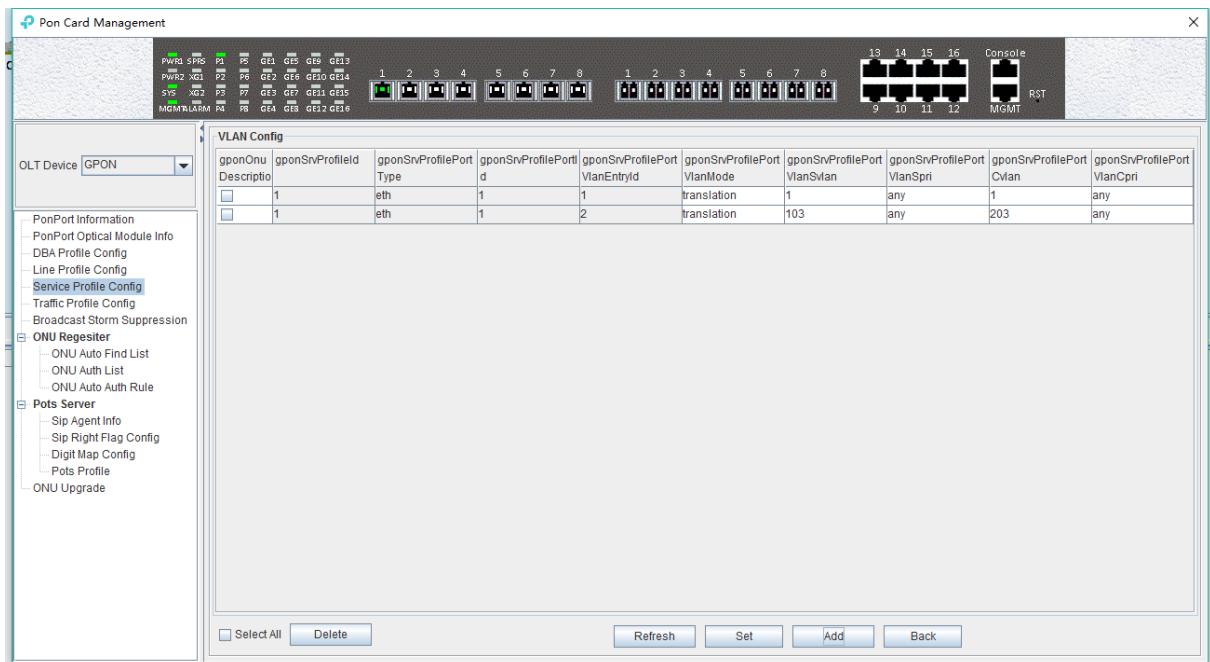 Pon Card Management
PWR1 SPRS P1 P5 GE1 GE5 GE9 GE13
PWR2 XG1 P2 P6 GE2 GE6 GE10 GE14
SYS XG2 P3 P7 GE3 GE7 GE11 GE15
MGMT ALARM P4 P8 GE4 GE8 GE12 GE16
1 2 3 4 5 6 7 8 1 2 3 4 5 6 7 8
13 14 15 16 Console
9 10 11 12 MGMT
RST
OLT Device GPON
PonPort Information
PonPort Optical Module Info
DBA Profile Config
Line Profile Config
Service Profile Config
Traffic Profile Config
Broadcast Storm Suppression
ONU Regesiter
ONU Auto Find List
ONU Auth List
ONU Auto Auth Rule
Pots Server
Sip Agent Info
Sip Right Flag Config
Digit Map Config
Pots Profile
ONU Upgrade
VLAN Config
gponOnu gponSrvProfileId gponSrvProfilePort gponSrvProfilePortI gponSrvProfilePort gponSrvProfilePort gponSrvProfilePort gponSrvProfilePort gponSrvProfilePort gponSrvProfilePort
Descriptio Type d VlanEntryId VlanMode VlanSvlan VlanSpri Cvlan VlanCpri
1 eth 1 1 translation 1 any 1 any
1 eth 1 2 translation 103 any 203 any
Select All Delete Refresh Set Add Back